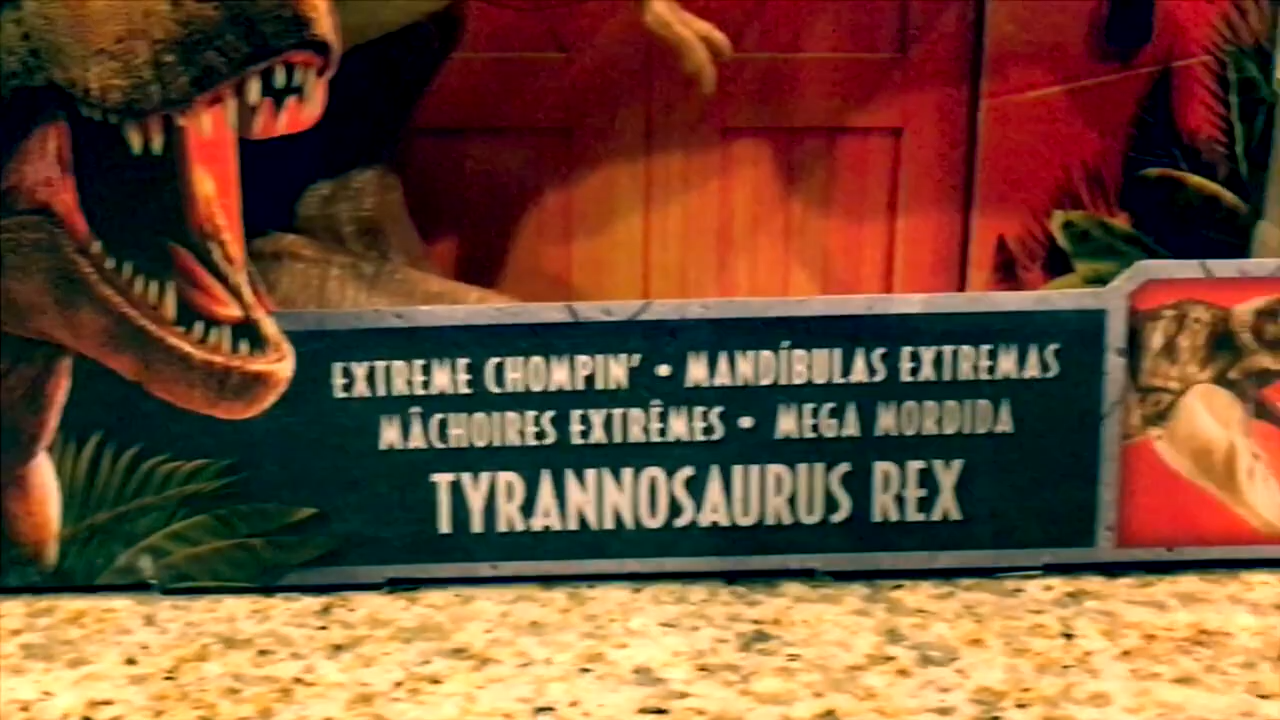 EXTREME CHOMPIN' • MANDÍBULAS EXTREMAS
MÂCHOIRES EXTRÊMES • MEGA MORDIDA
TYRANNOSAURUS REX